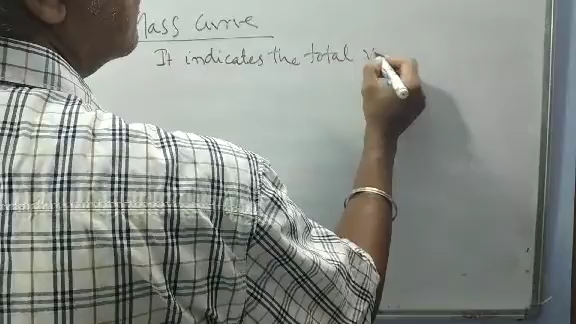 Mass Curve
It indicates the total